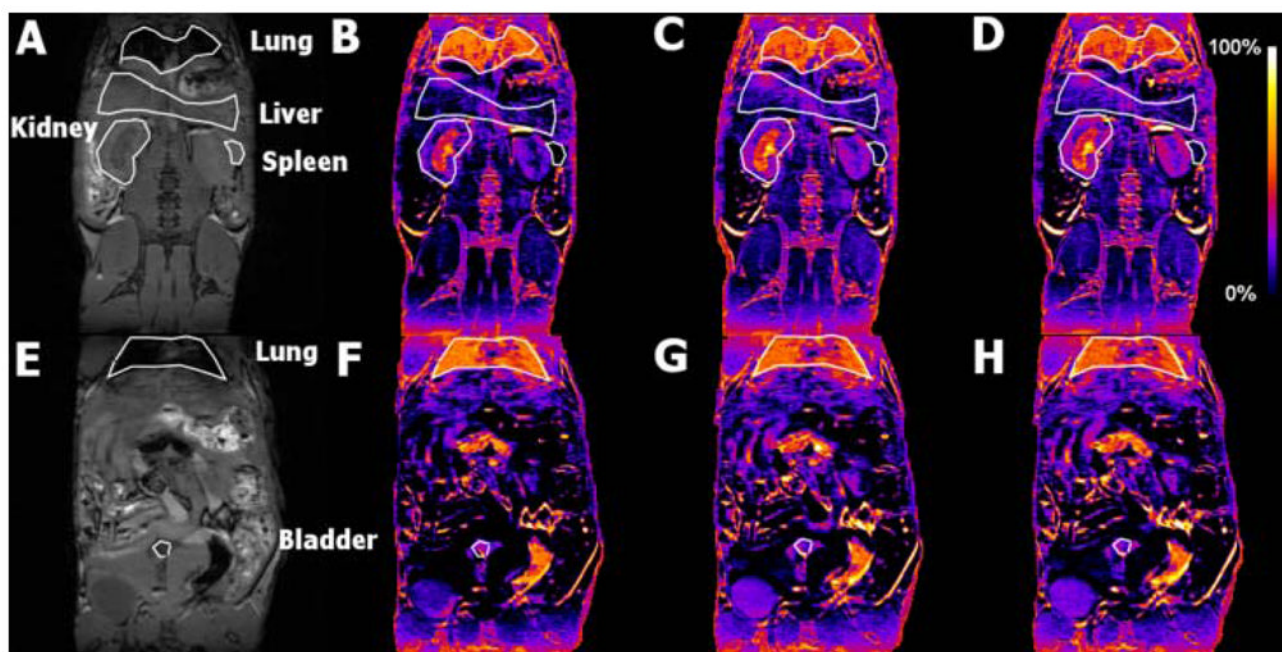 A Lung B C D
100%
Liver
Kidney
Spleen
0%
E Lung F G H
Bladder